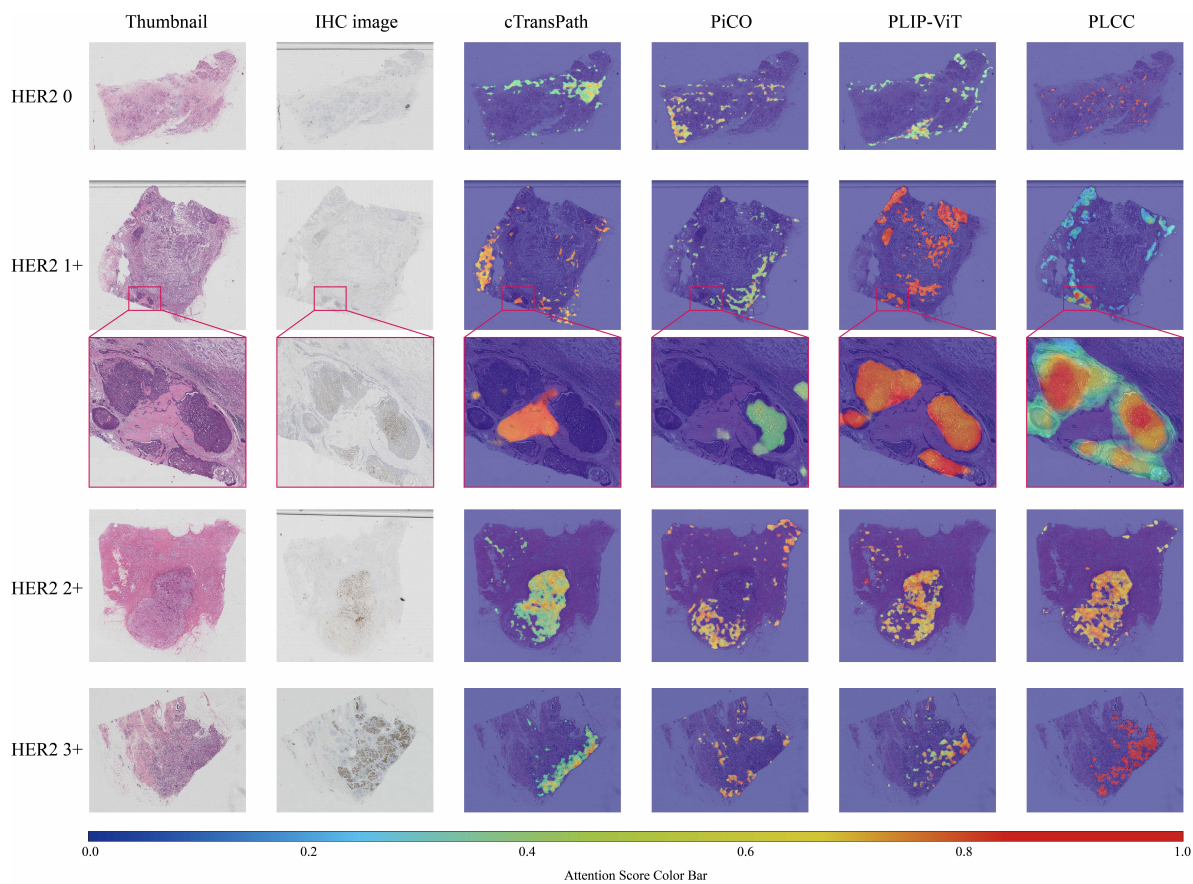 Thumbnail IHC image cTransPath PiCO PLIP-ViT PLCC
HER2 0
HER2 1+
HER2 2+
HER2 3+
0.0 0.2 0.4 0.6 0.8 1.0
Attention Score Color Bar